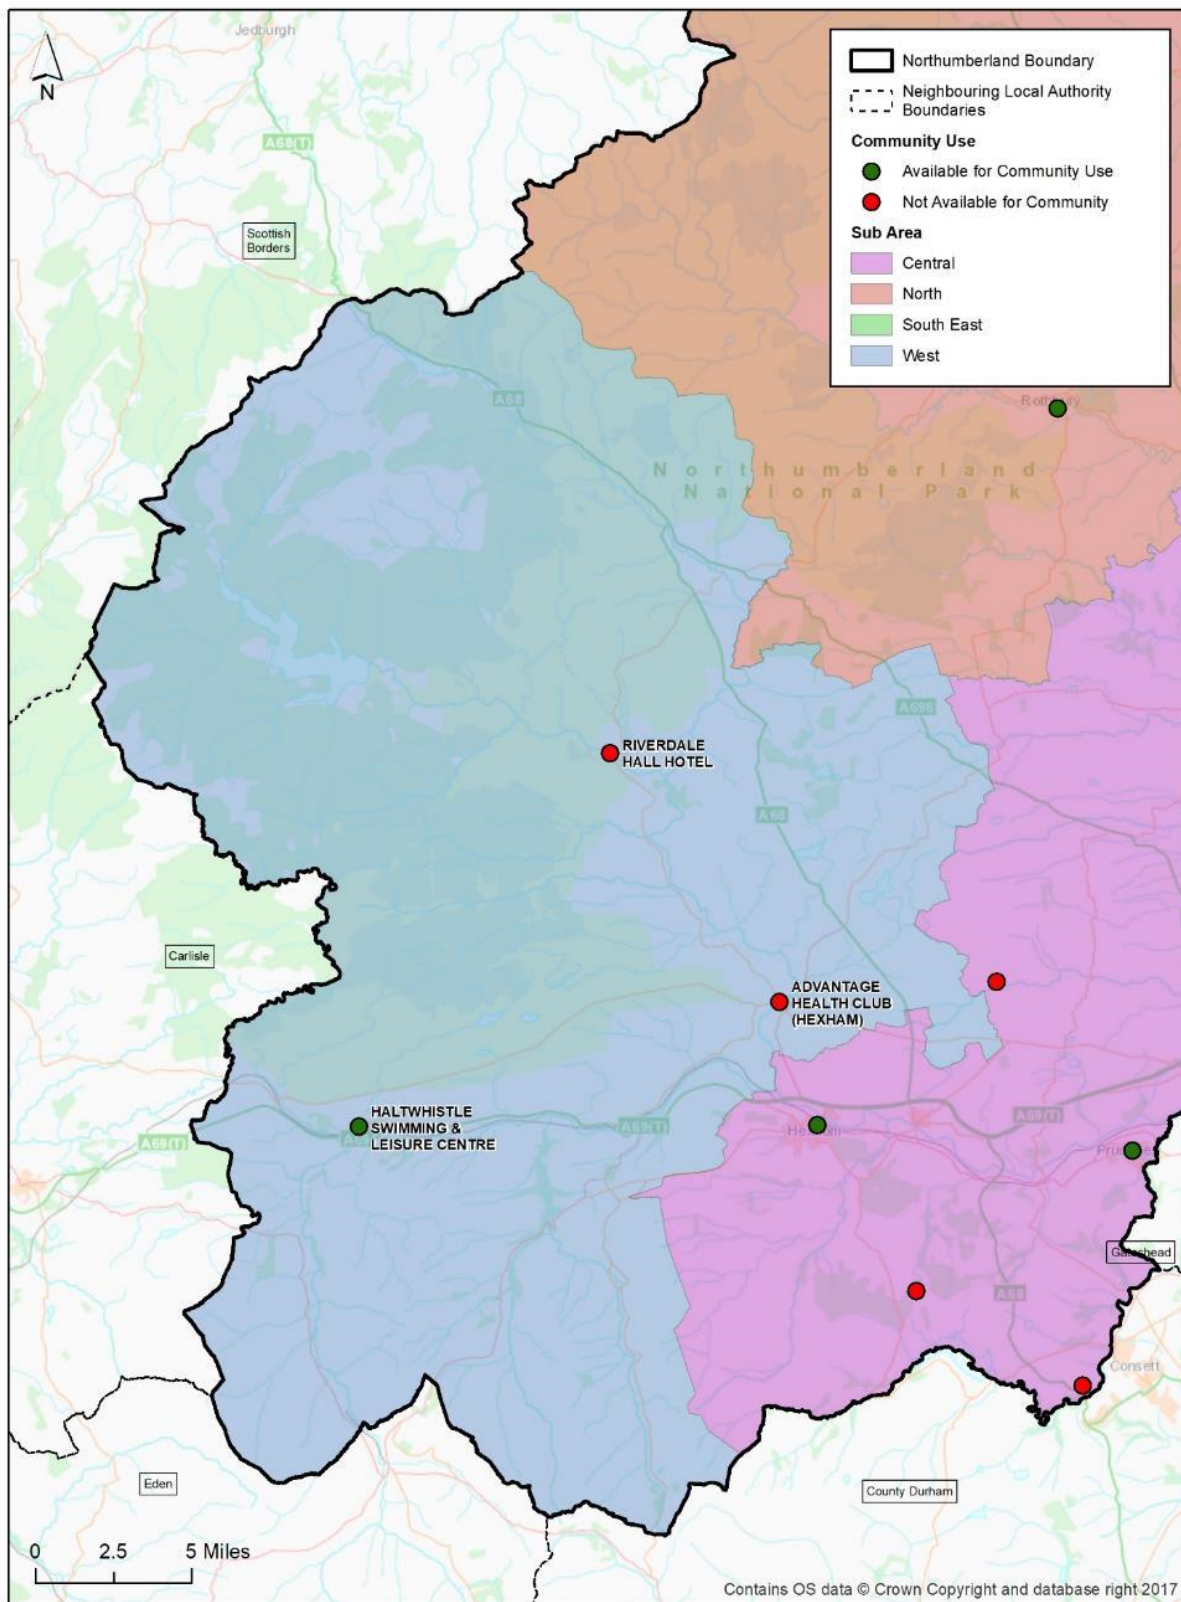 Jedburgh
N
A68(T)
Scottish
Borders
Northumberland Boundary
Neighbouring Local Authority
Boundaries
Community Use
Available for Community Use
Not Available for Community
Sub Area
Central
North
South East
West
A68
Rothbury
Northumberland
National Park
A696
RIVERDALE
HALL HOTEL
A68
Carlisle
ADVANTAGE
HEALTH CLUB
(HEXHAM)
HALTWHISTLE
SWIMMING &
LEISURE CENTRE
A69(T)
A69(T)
A69(T)
Hexham
Gateshead
A68
Consett
Eden
County Durham
0 2.5 5 Miles
Contains OS data © Crown Copyright and database right 2017